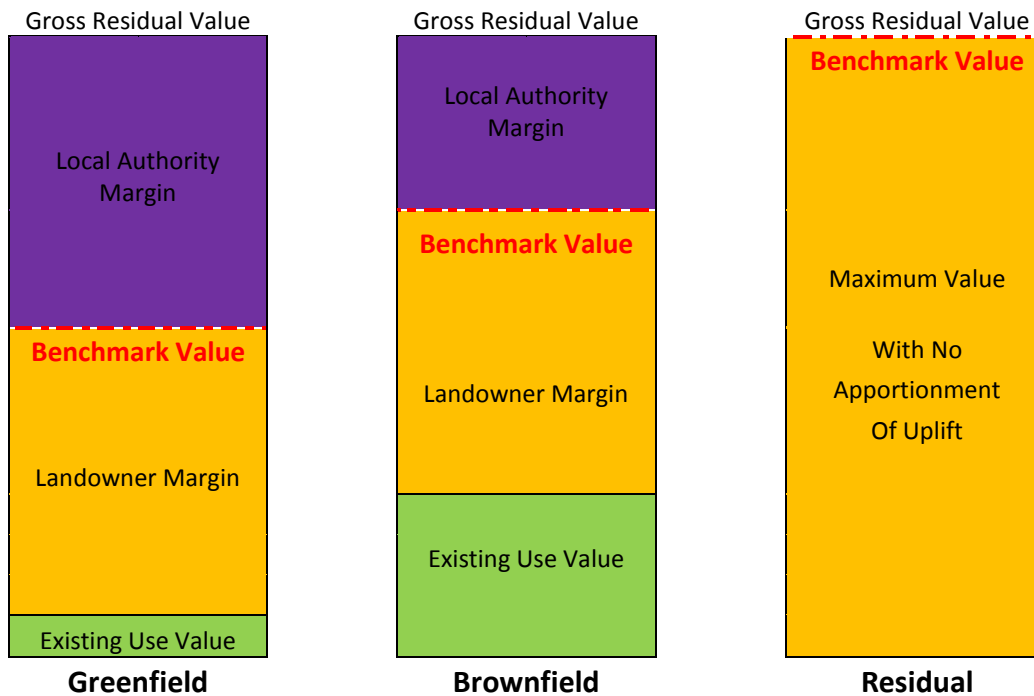 Gross Residual Value
Local Authority
Margin
Benchmark Value
Landowner Margin
Existing Use Value
Greenfield
Gross Residual Value
Local Authority
Margin
Benchmark Value
Landowner Margin
Existing Use Value
Brownfield
Gross Residual Value
Benchmark Value
Maximum Value
With No
Apportionment
Of Uplift
Residual